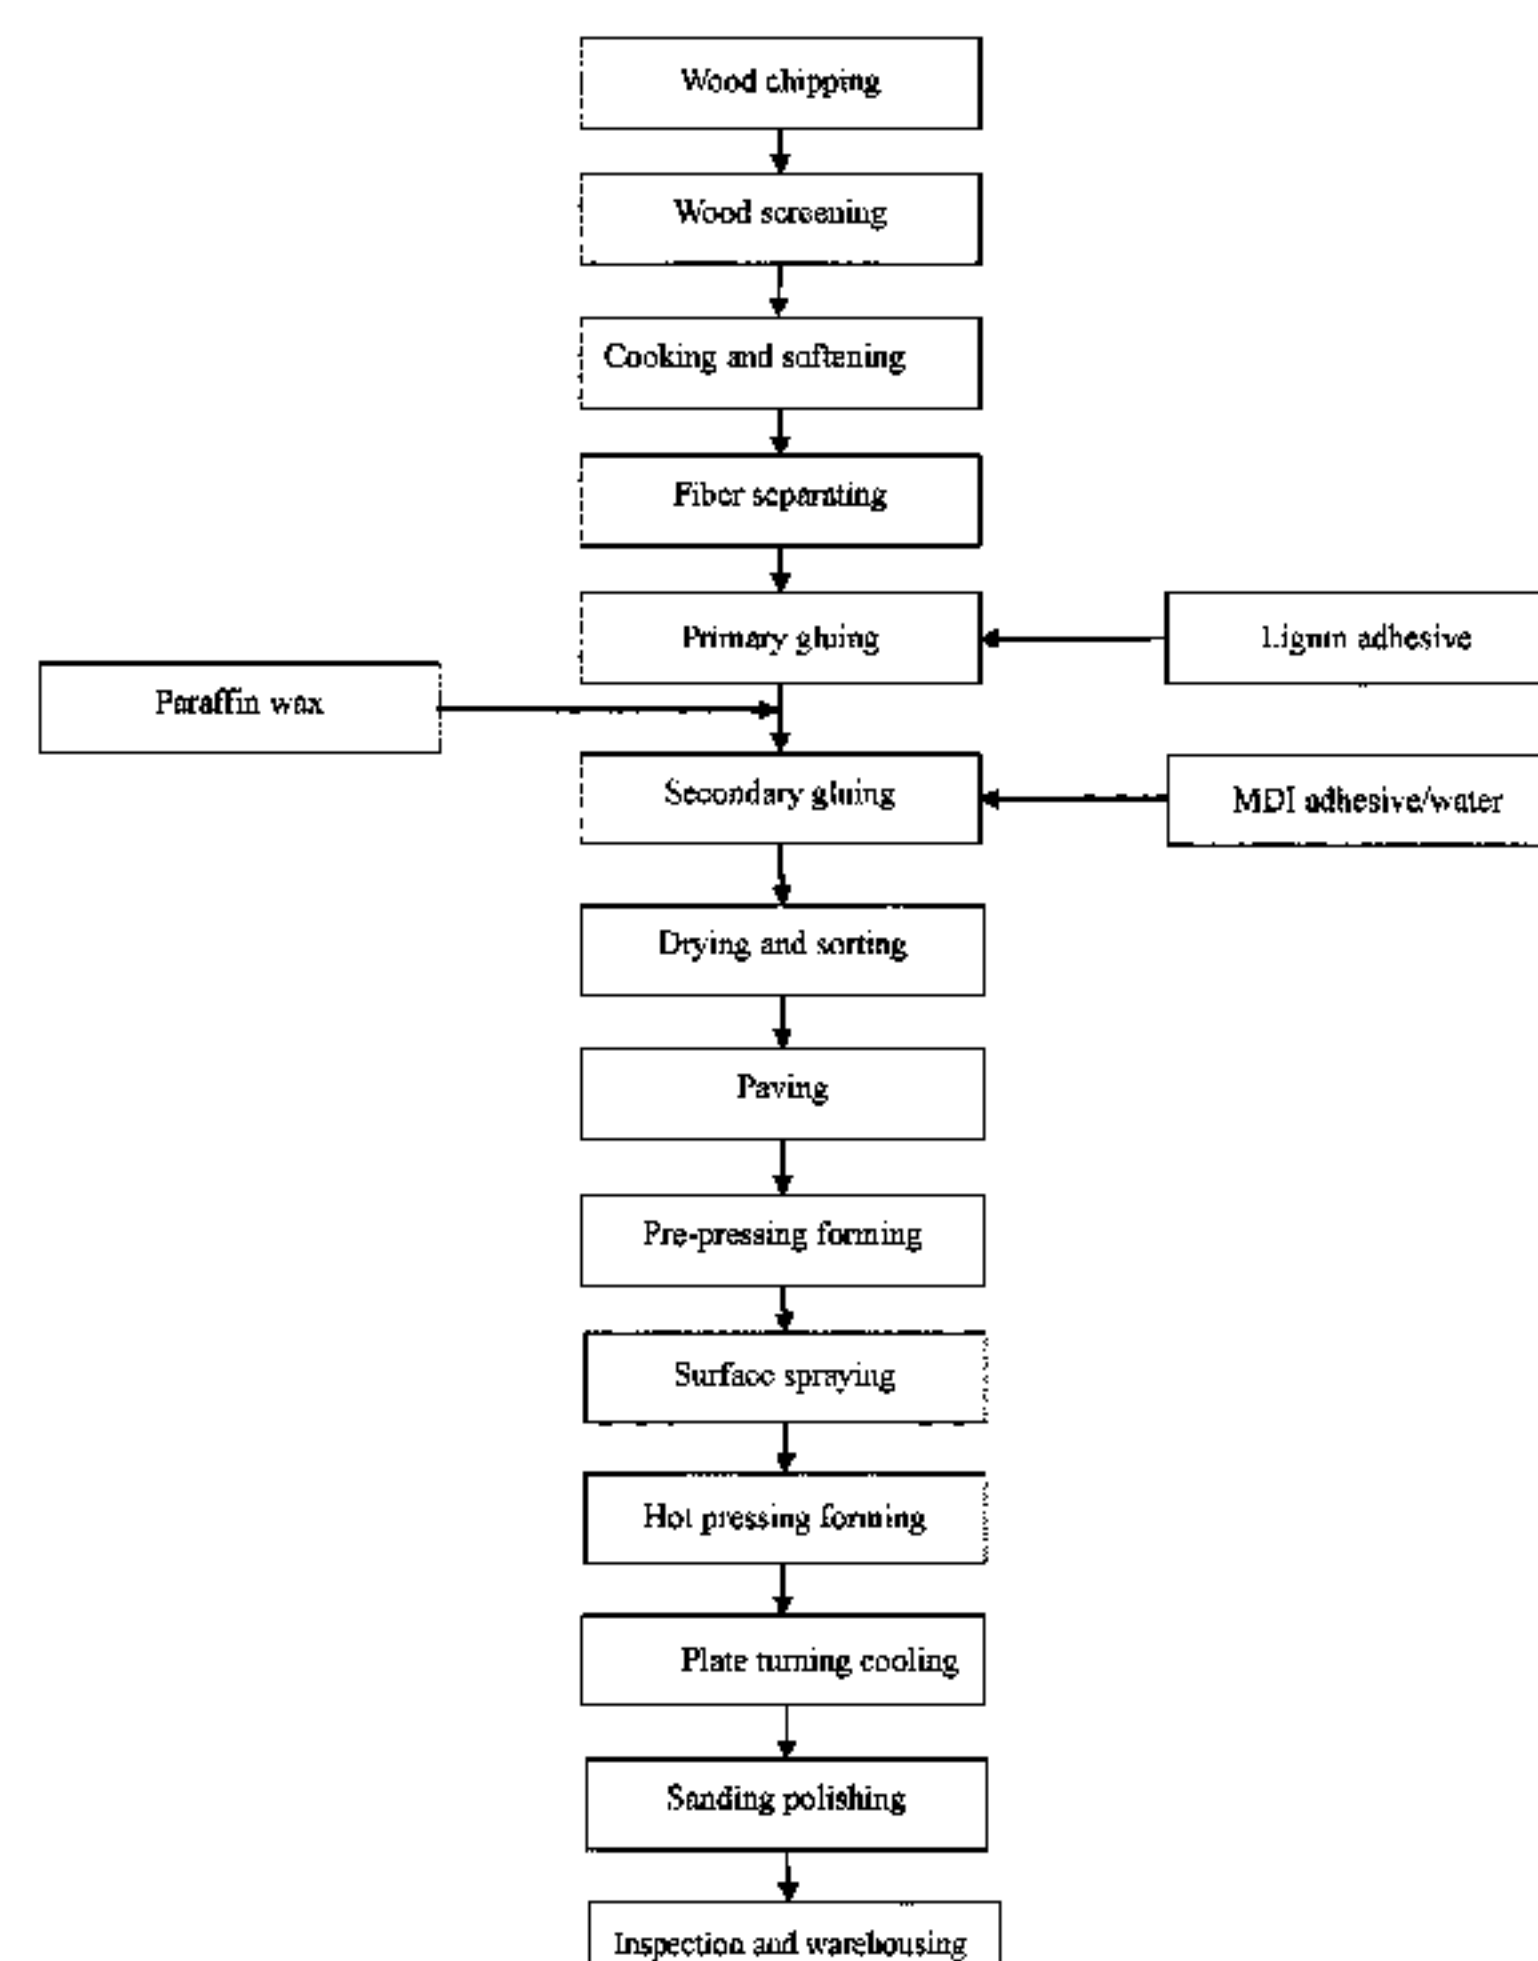 Wood chipping
Wood screening
Cooking and softening
Fiber separating
Primary gluing
Lignin adhesive
Paraffin wax
Secondary gluing
MDI adhesive/water
Drying and sorting
Paving
Pre-pressing forming
Surface spraying
Hot pressing forming
Plate turning cooling
Sanding polishing
Inspection and warehousing